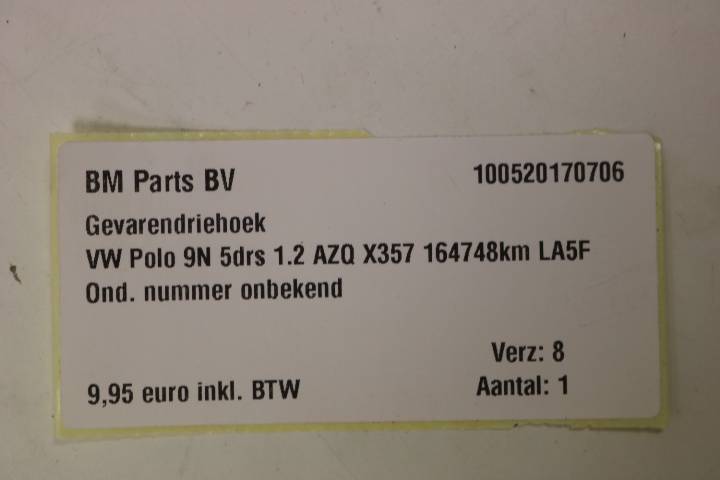 BM Parts BV 100520170706
Gevarendriehoek
VW Polo 9N 5drs 1.2 AZQ X357 164748km LA5F
Ond. nummer onbekend
Verz: 8
9,95 euro inkl. BTW Aantal: 1